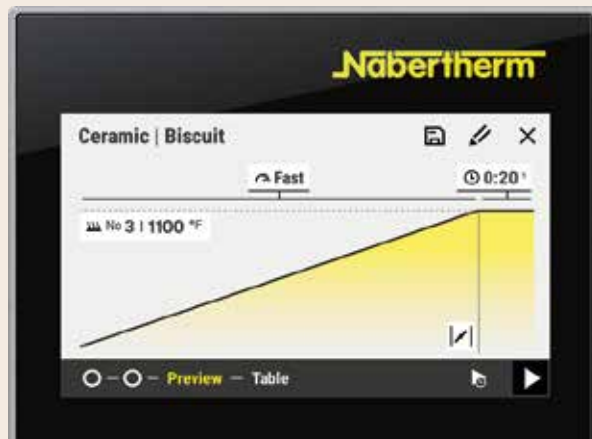 Nabertherm
Ceramic | Biscuit
Fast
0:20
No 3 | 1100 °F
Preview – Table